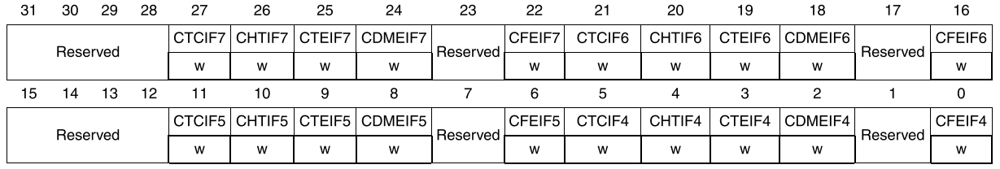 31 30 29 28 27 26 25 24 23 22 21 20 19 18 17 16
Reserved CTCIF7 CHTIF7 CTEIF7 CDMEIF7 Reserved CFEIF7 CTCIF6 CHTIF6 CTEIF6 CDMEIF6 Reserved CFEIF6
w w w w w w w w w w
15 14 13 12 11 10 9 8 7 6 5 4 3 2 1 0
Reserved CTCIF5 CHTIF5 CTEIF5 CDMEIF5 Reserved CFEIF5 CTCIF4 CHTIF4 CTEIF4 CDMEIF4 Reserved CFEIF4
w w w w w w w w w w